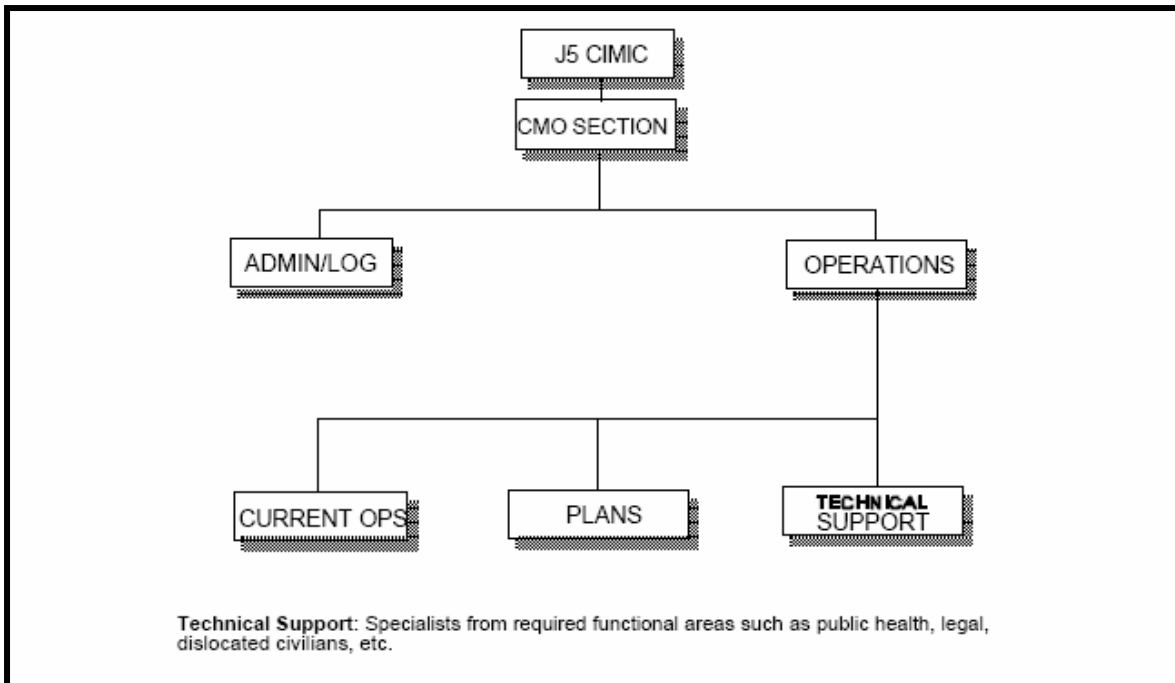 J5 CIMIC
CMO SECTION
ADMIN/LOG
OPERATIONS
CURRENT OPS
PLANS
TECHNICAL
SUPPORT
Technical Support: Specialists from required functional areas such as public health, legal,
dislocated civilians, etc.